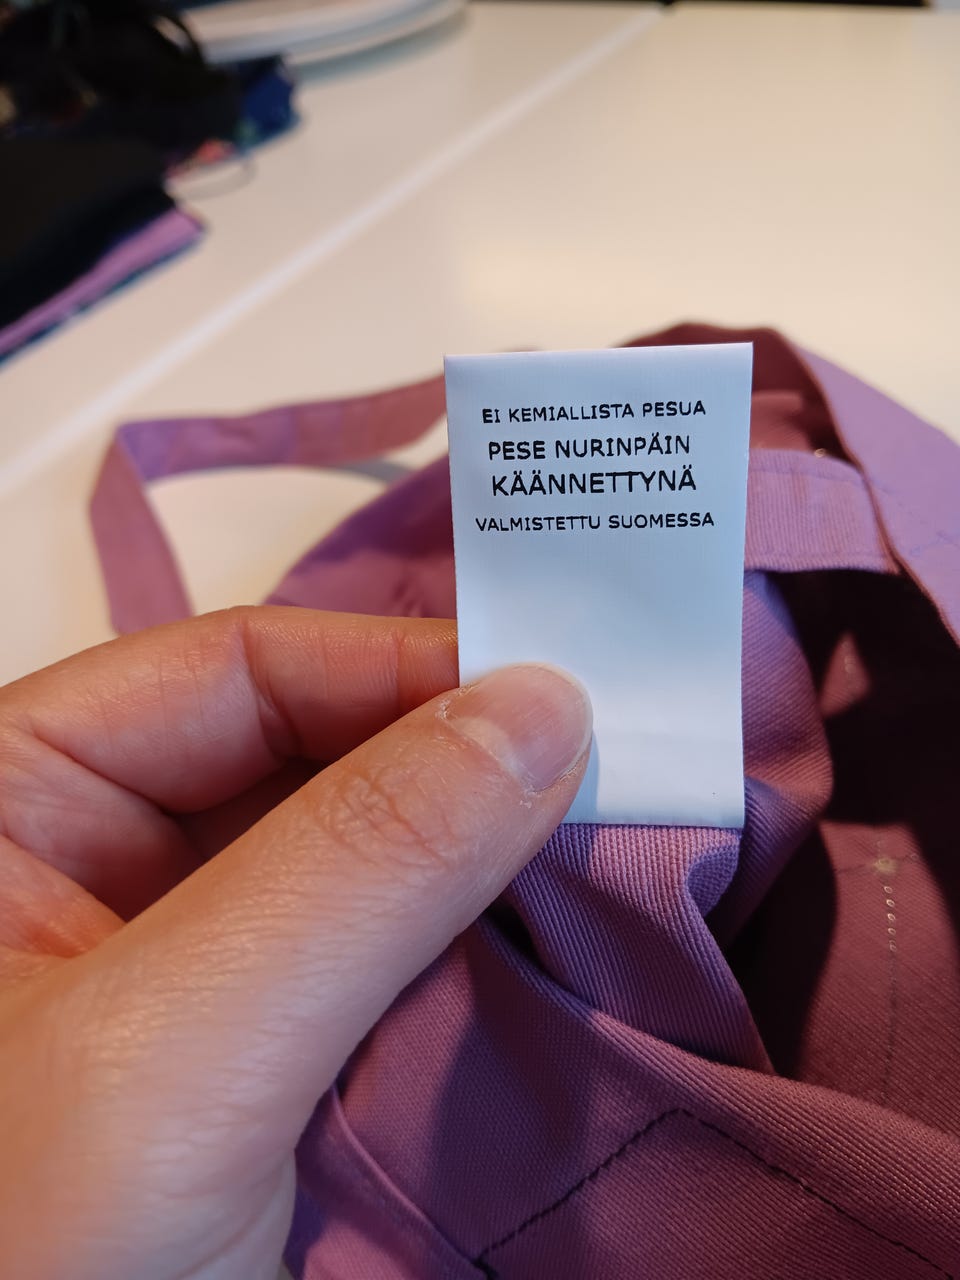 EI KEMIALLISTA PESUA
PESE NURINPÄIN
KÄÄNNETTYNÄ
VALMISTETTU SUOMESSA